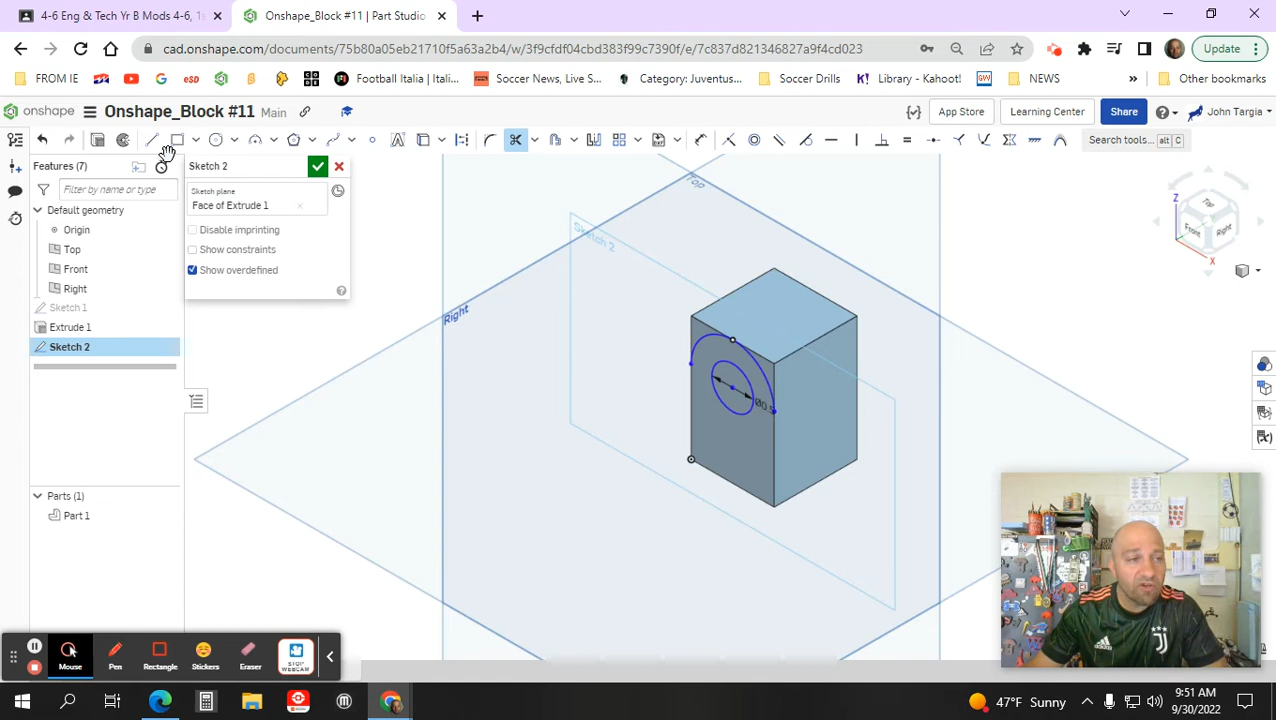 4-6 Eng & Tech Yr B Mods 4-6, 1s
Onshape_Block #11 | Part Studio
cad.onshape.com/documents/75b80a05eb21710f5a63a2b4/w/3f9cfdf04cbd383f99c7390f/e/7c837d821346827a9f4cd023
Update
FROM IE
esD
Football Italia | Itali...
Soccer News, Live S...
Category: Juventus...
Soccer Drills
Library - Kahoot!
NEWS
Other bookmarks
onshape
Onshape_Block #11
Main
App Store
Learning Center
Share
John Targia
Search tools...
alt
C
Features (7)
Filter by name or type
Default geometry
Origin
Top
Front
Right
Sketch 1
Extrude 1
Sketch 2
Parts (1)
Part 1
Sketch 2
Sketch plane
Face of Extrude 1
Disable imprinting
Show constraints
Show overdefined
Top
Sketch 2
Right
Z
Top
Front
Right
X
Mouse
Pen
Rectangle
Stickers
Eraser
STOP
WEBCAM
47°F Sunny
9:51 AM
9/30/2022